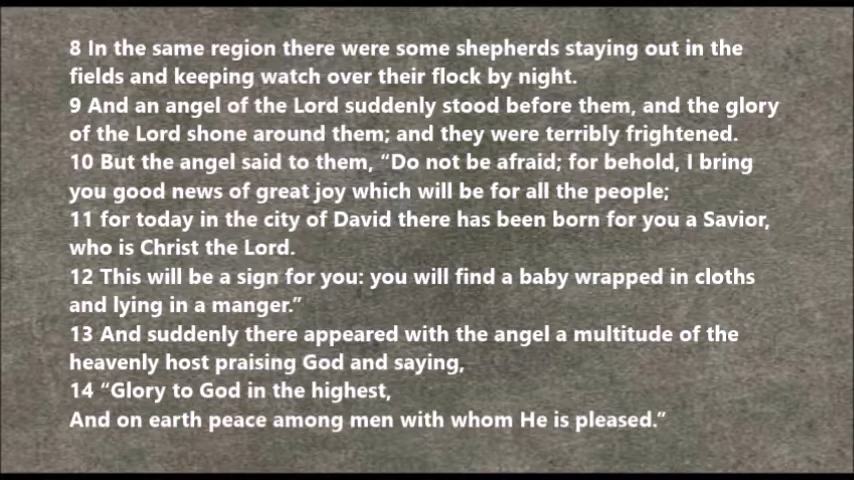 8 In the same region there were some shepherds staying out in the
fields and keeping watch over their flock by night.
9 And an angel of the Lord suddenly stood before them, and the glory
of the Lord shone around them; and they were terribly frightened.
10 But the angel said to them, “Do not be afraid; for behold, I bring
you good news of great joy which will be for all the people;
11 for today in the city of David there has been born for you a Savior,
who is Christ the Lord.
12 This will be a sign for you: you will find a baby wrapped in cloths
and lying in a manger.”
13 And suddenly there appeared with the angel a multitude of the
heavenly host praising God and saying,
14 “Glory to God in the highest,
And on earth peace among men with whom He is pleased.”